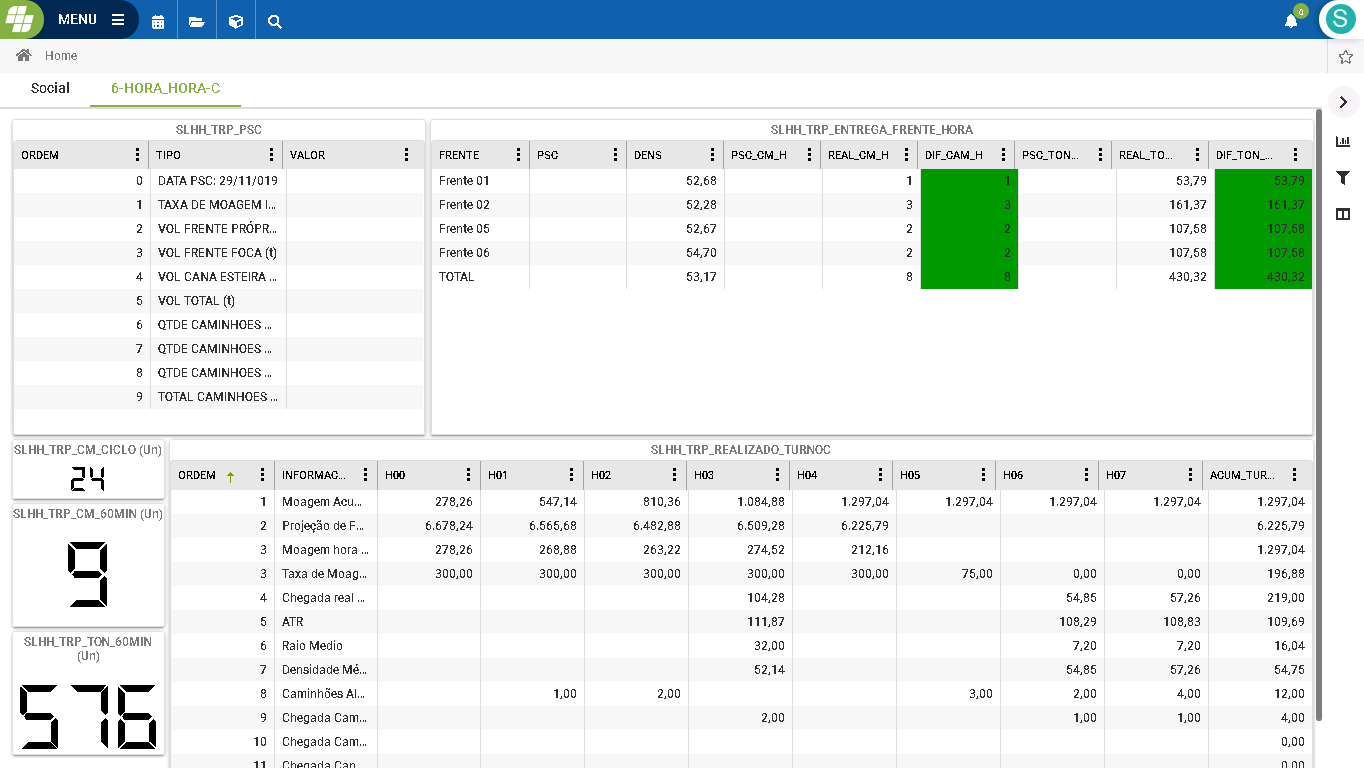 MENU
0
S
Home
Social 6-HORA_HORA-C
SLHH_TRP_PSC
ORDEM TIPO VALOR
0 DATA PSC: 29/11/019
1 TAXA DE MOAGEM I...
2 VOL FRENTE PRÓPR...
3 VOL FRENTE FOCA (t)
4 VOL CANA ESTEIRA ...
5 VOL TOTAL (t)
6 QTDE CAMINHOES ...
7 QTDE CAMINHOES ...
8 QTDE CAMINHOES ...
9 TOTAL CAMINHOES ...
SLHH_TRP_ENTREGA_FRENTE_HORA
FRENTE PSC DENS PSC_CM_H REAL_CM_H DIF_CAM_H PSC_TON... REAL_TO... DIF_TON_...
Frente 01 52,68 1 1 53,79 53,79
Frente 02 52,28 3 3 161,37 161,37
Frente 05 52,67 2 2 107,58 107,58
Frente 06 54,70 2 2 107,58 107,58
TOTAL 53,17 8 8 430,32 430,32
SLHH_TRP_CM_CICLO (Un)
24
SLHH_TRP_CM_60MIN (Un)
9
SLHH_TRP_TON_60MIN
(Un)
576
SLHH_TRP_REALIZADO_TURNOC
ORDEM INFORMAC... H00 H01 H02 H03 H04 H05 H06 H07 ACUM_TUR...
1 Moagem Acu... 278,26 547,14 810,36 1.084,88 1.297,04 1.297,04 1.297,04 1.297,04 1.297,04
2 Projeção de F... 6.678,24 6.565,68 6.482,88 6.509,28 6.225,79 6.225,79
3 Moagem hora ... 278,26 268,88 263,22 274,52 212,16 1.297,04
3 Taxa de Moag... 300,00 300,00 300,00 300,00 300,00 75,00 0,00 0,00 196,88
4 Chegada real ... 104,28 54,85 57,26 219,00
5 ATR 111,87 108,29 108,83 109,69
6 Raio Medio 32,00 7,20 7,20 16,04
7 Densidade Mé... 52,14 54,85 57,26 54,75
8 Caminhões Al... 1,00 2,00 3,00 2,00 4,00 12,00
9 Chegada Cam... 2,00 1,00 1,00 4,00
10 Chegada Cam... 0,00
11 Chegada Can... 0,00